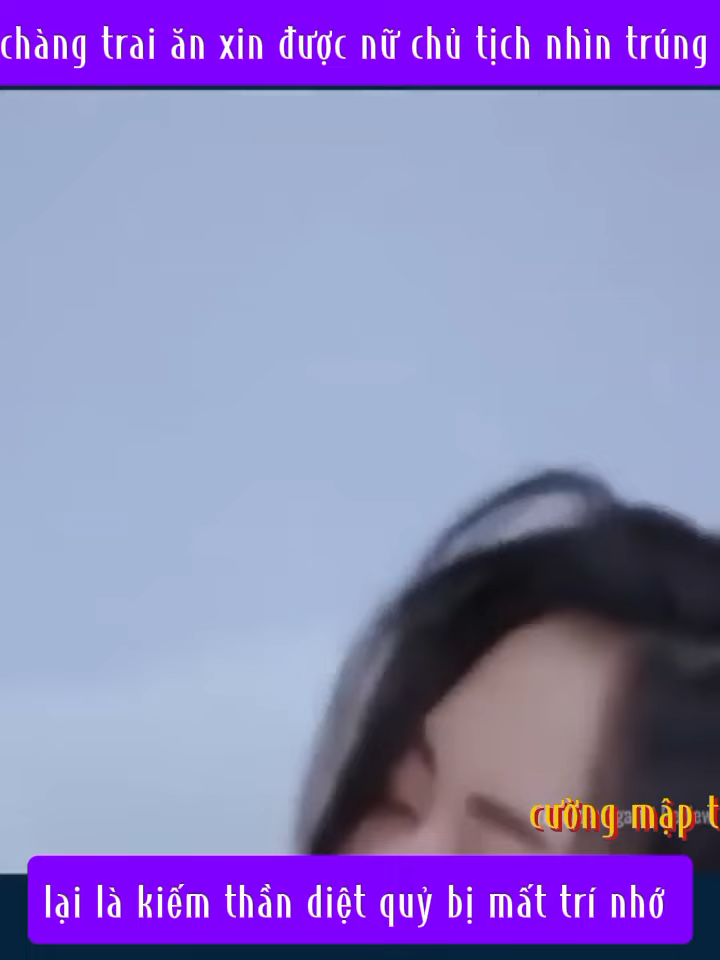 chàng trai ăn xin được nữ chủ tịch nhìn trúng
cường mập
lại là kiếm thần diệt quỷ bị mất trí nhớ